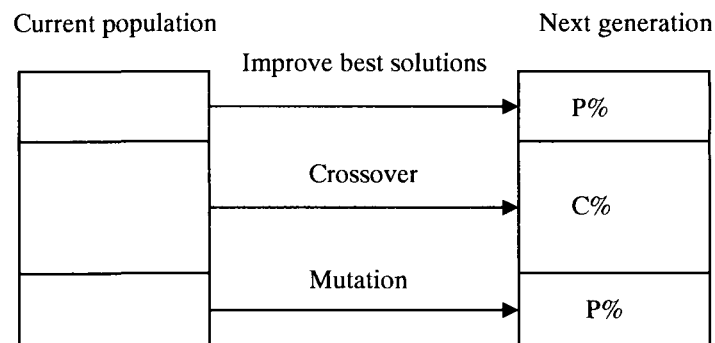 Current population
Next generation
Improve best solutions
P%
Crossover
C%
Mutation
P%